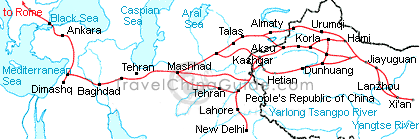 to Rome
Black Sea
Ankara
Mediterranean
Sea
Dimashq
Baghdad
Tehran
Caspian
Sea
Aral
Sea
Mashhad
Talas
Almaty
Aksu
Kashgar
Urumqi
Korla
Hami
Hetian
Dunhuang
Jiayuguan
Xi'an
Tehran
Lahore
New Delhi
People's Republic of China
Yarlong Tsangpo River
Yangtse River
TravelChinaGuide.com